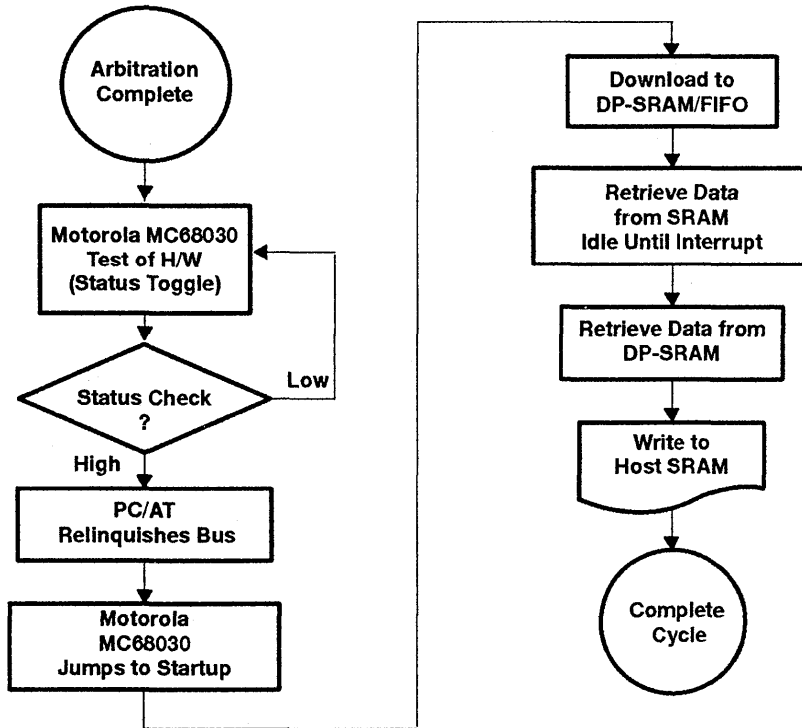 Arbitration
Complete
Motorola MC68030
Test of H/W
(Status Toggle)
Status Check
?
Low
High
PC/AT
Relinquishes Bus
Motorola
MC68030
Jumps to Startup
Download to
DP-SRAM/FIFO
Retrieve Data
from SRAM
Idle Until Interrupt
Retrieve Data from
DP-SRAM
Write to
Host SRAM
Complete
Cycle